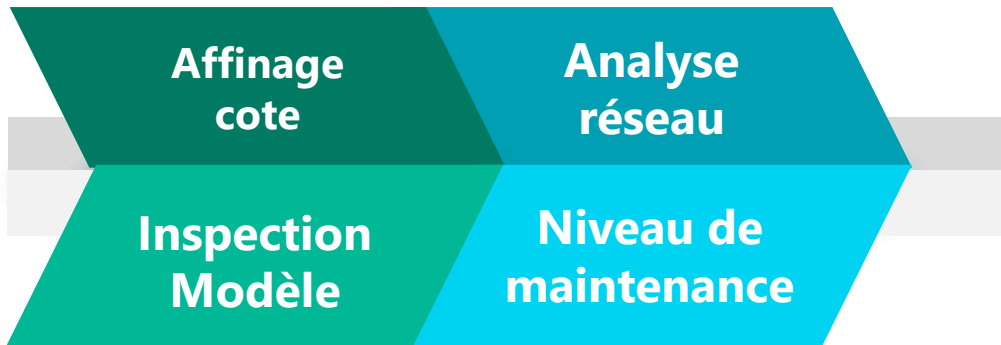 Affinage
cote
Analyse
réseau
Inspection
Modèle
Niveau de
maintenance